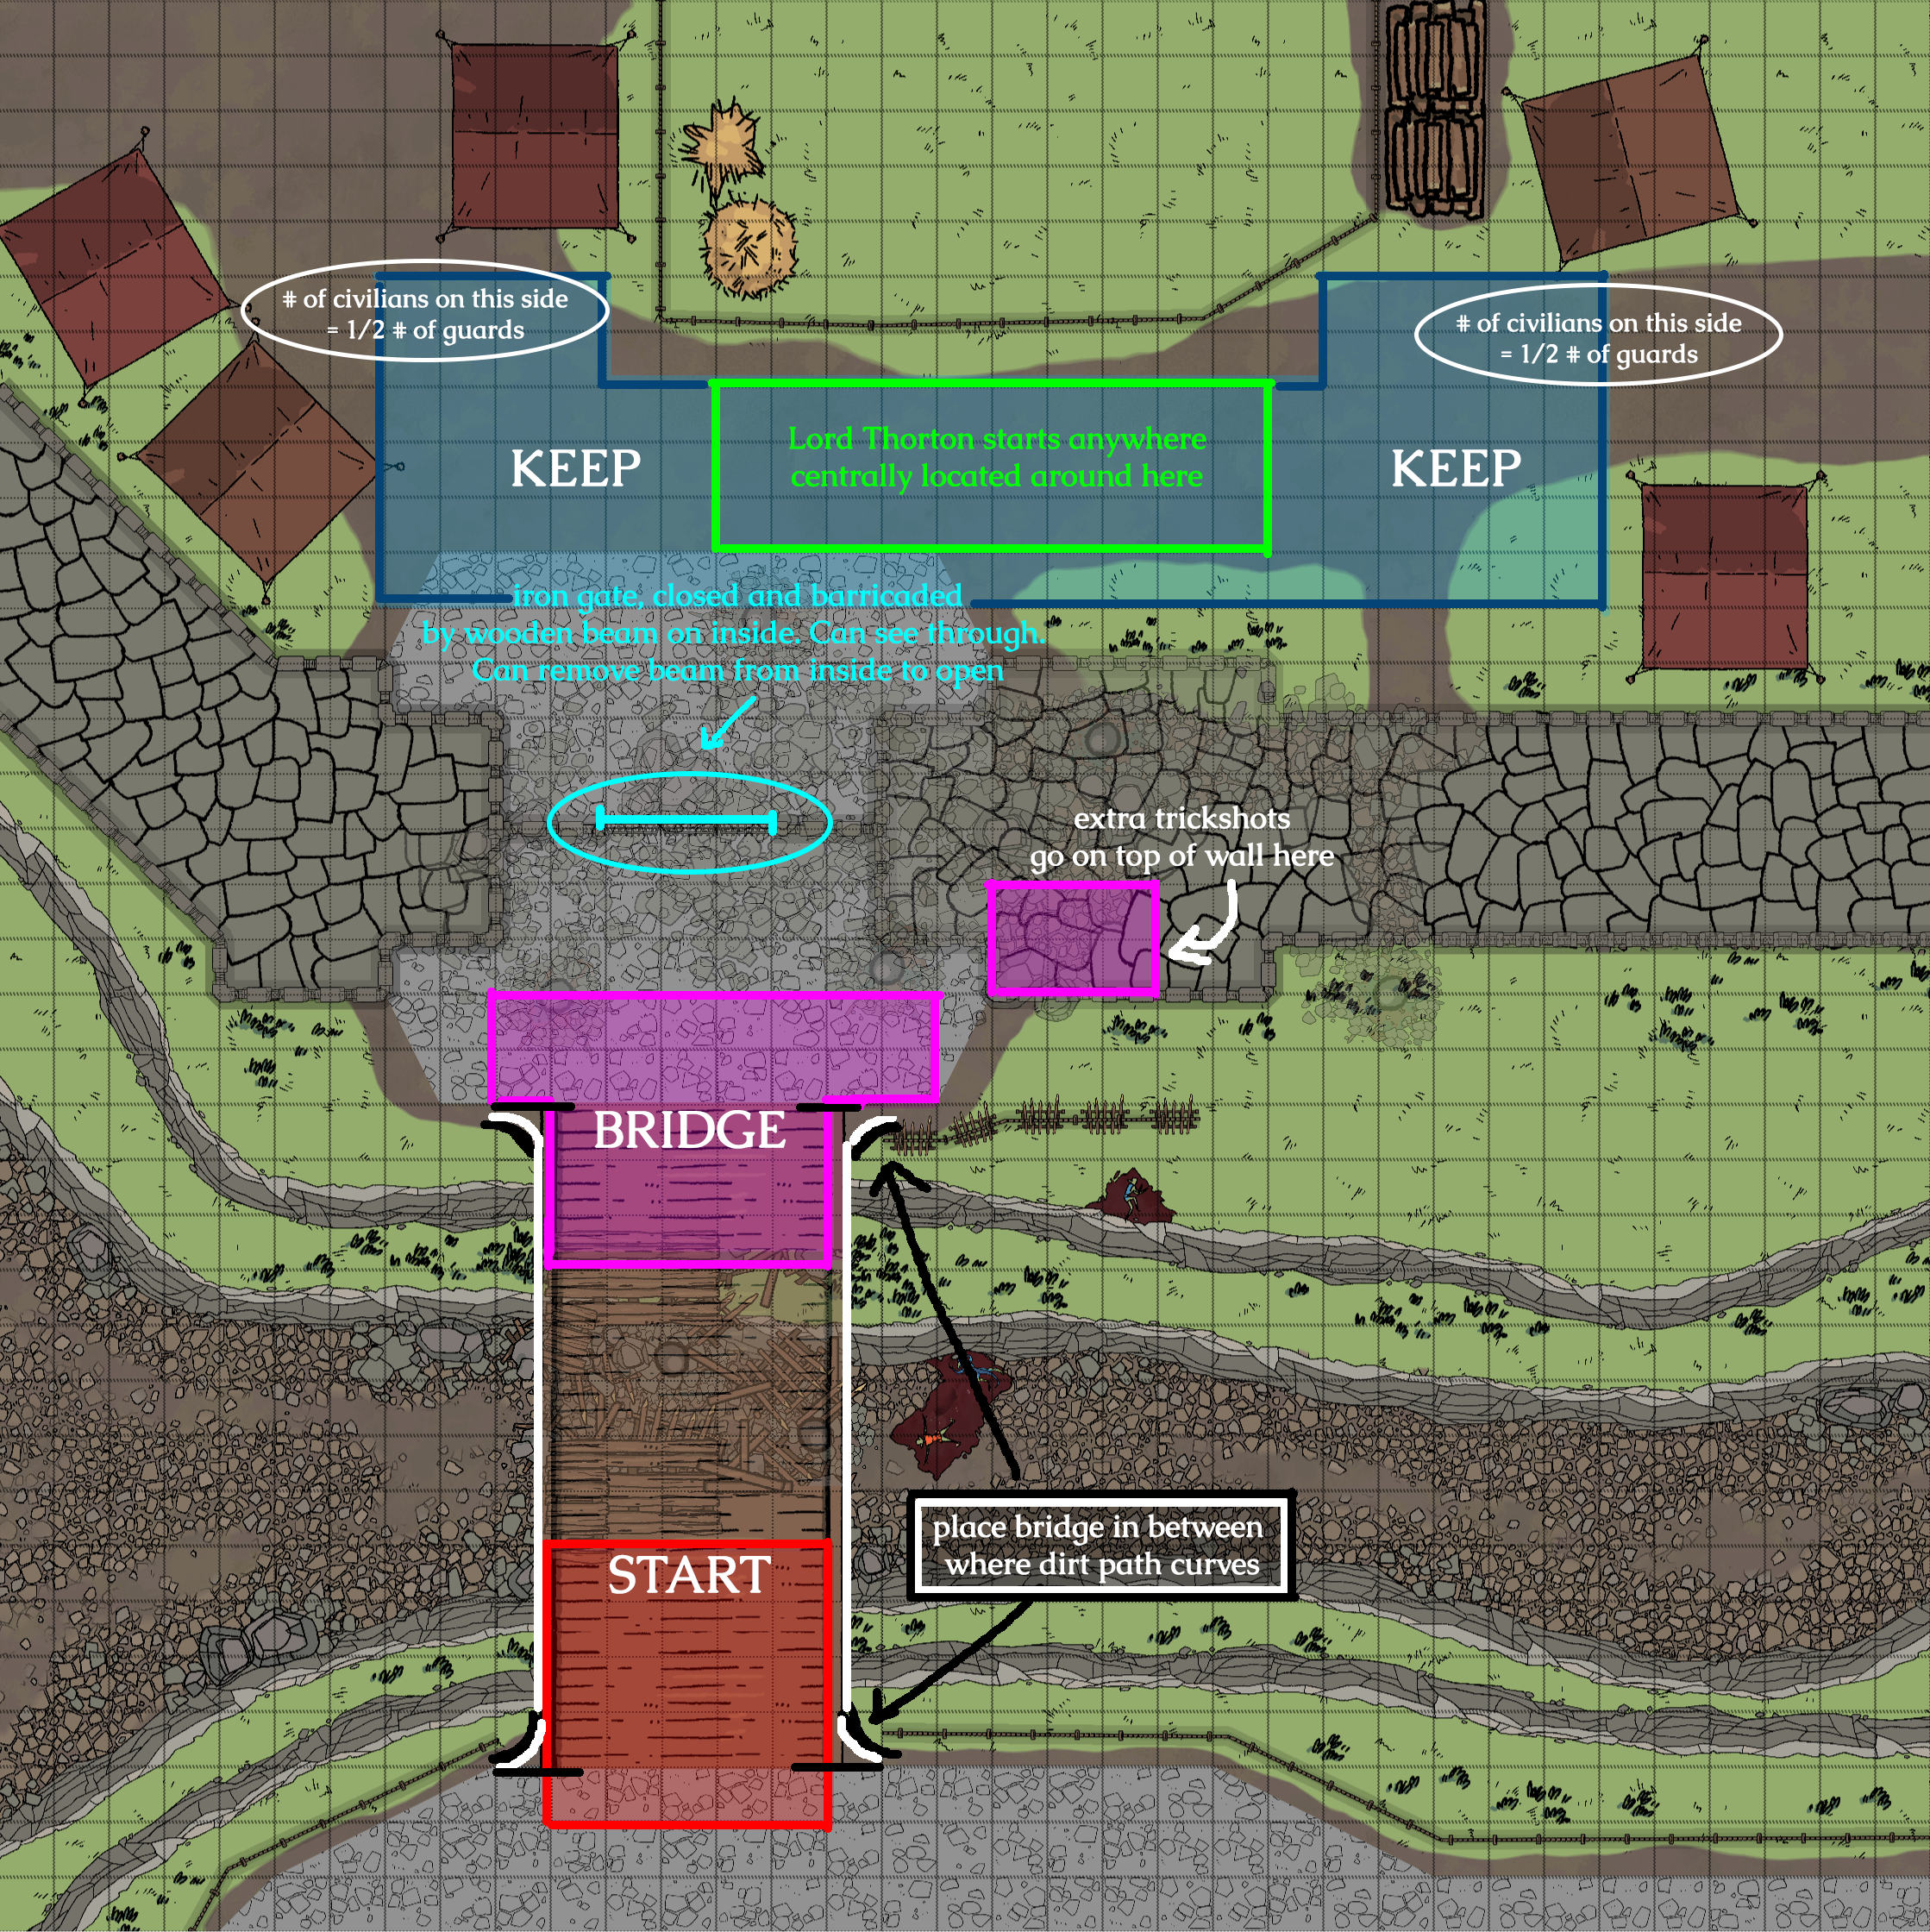 # of civilians on this side
= 1/2 # of guards
# of civilians on this side
= 1/2 # of guards
KEEP
Lord Thorton starts anywhere
centrally located around here
KEEP
iron gate, closed and barricaded
by wooden beam on inside. Can see through.
Can remove beam from inside to open
extra trickshots
go on top of wall here
BRIDGE
place bridge in between
where dirt path curves
START